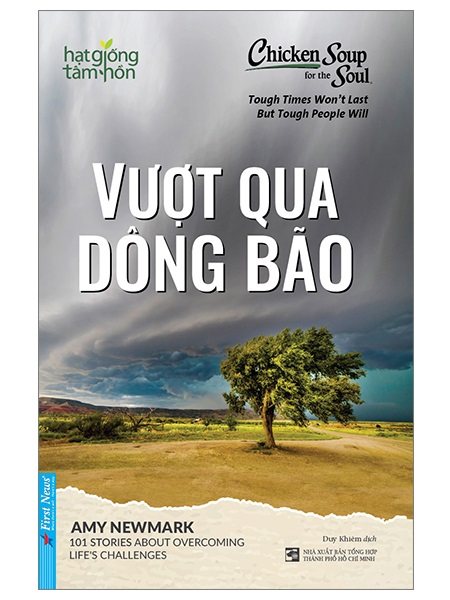 hạt giống
tâm hồn
Chicken Soup
for the
Soul
Tough Times Won't Last
But Tough People Will
VƯỢT QUA
DÔNG BÃO
First News
AMY NEWMARK
101 STORIES ABOUT OVERCOMING
LIFE'S CHALLENGES
Duy Khiêm dịch
NHÀ XUẤT BẢN TỔNG HỢP
THÀNH PHỐ HỒ CHÍ MINH